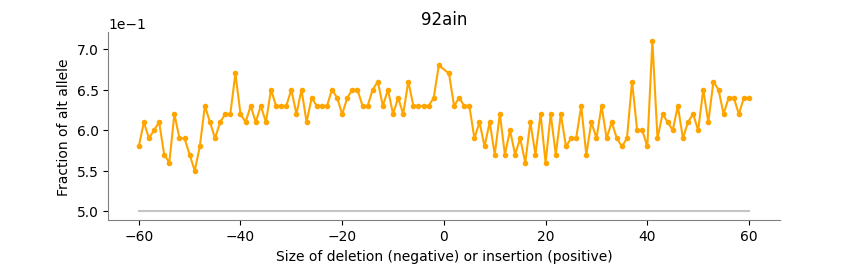 92ain
1e−1
Fraction of alt allele
7.0
6.5
6.0
5.5
5.0
−60 −40 −20 0 20 40 60
Size of deletion (negative) or insertion (positive)